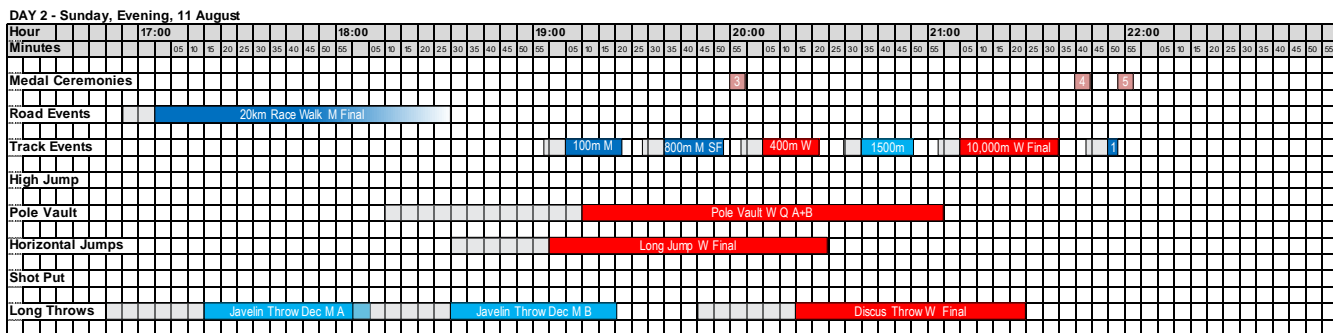 DAY 2 - Sunday, Evening, 11 August
Hour 17:00 18:00 19:00 20:00 21:00 22:00
Minutes 05 10 15 20 25 30 35 40 45 50 55 05 10 15 20 25 30 35 40 45 50 55 05 10 15 20 25 30 35 40 45 50 55 05 10 15 20 25 30 35 40 45 50 55 05 10 15 20 25 30 35 40 45 50 55 05 10 15 20 25 30 35 40 45 50 55
Medal Ceremonies 3 4 5
Road Events 20km Race Walk M Final
Track Events 100m M 800m M SF 400m W 1500m 10,000m W Final 1
High Jump
Pole Vault Pole Vault W Q A+B
Horizontal Jumps Long Jump W Final
Shot Put
Long Throws Javelin Throw Dec M A Javelin Throw Dec M B Discus Throw W Final